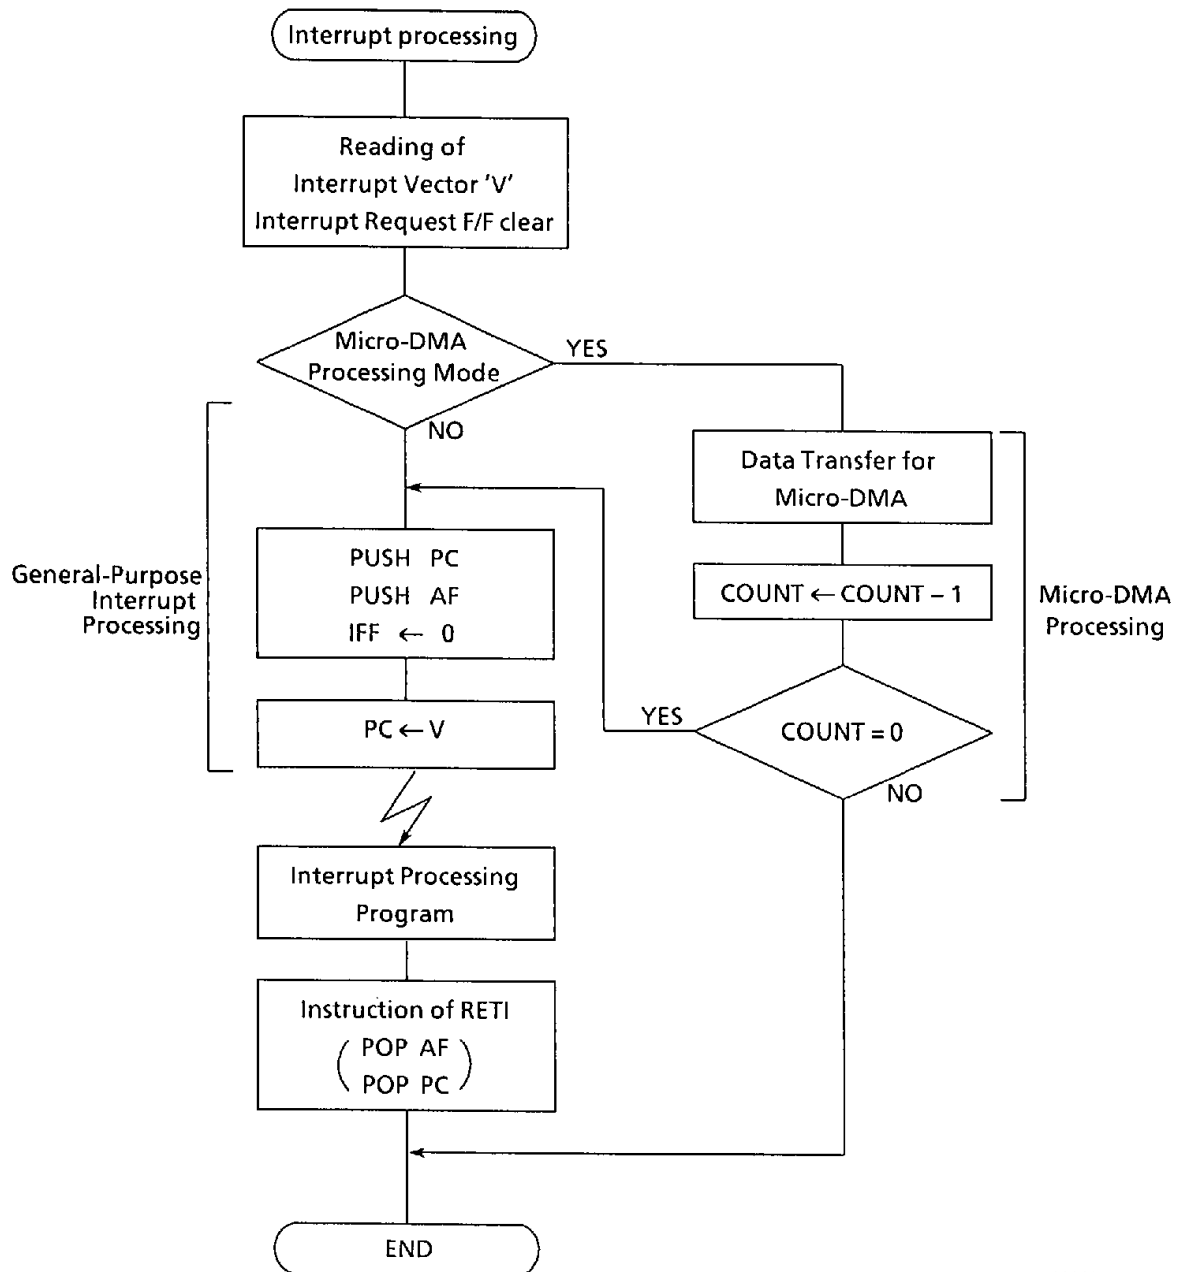 Interrupt processing
Reading of
Interrupt Vector 'V'
Interrupt Request F/F clear
Micro-DMA
Processing Mode
YES
NO
Data Transfer for
Micro-DMA
COUNT ← COUNT – 1
COUNT = 0
YES
NO
Micro-DMA
Processing
General-Purpose
Interrupt
Processing
PUSH PC
PUSH AF
IFF ← 0
PC ← V
Interrupt Processing
Program
Instruction of RETI
( POP AF
POP PC )
END